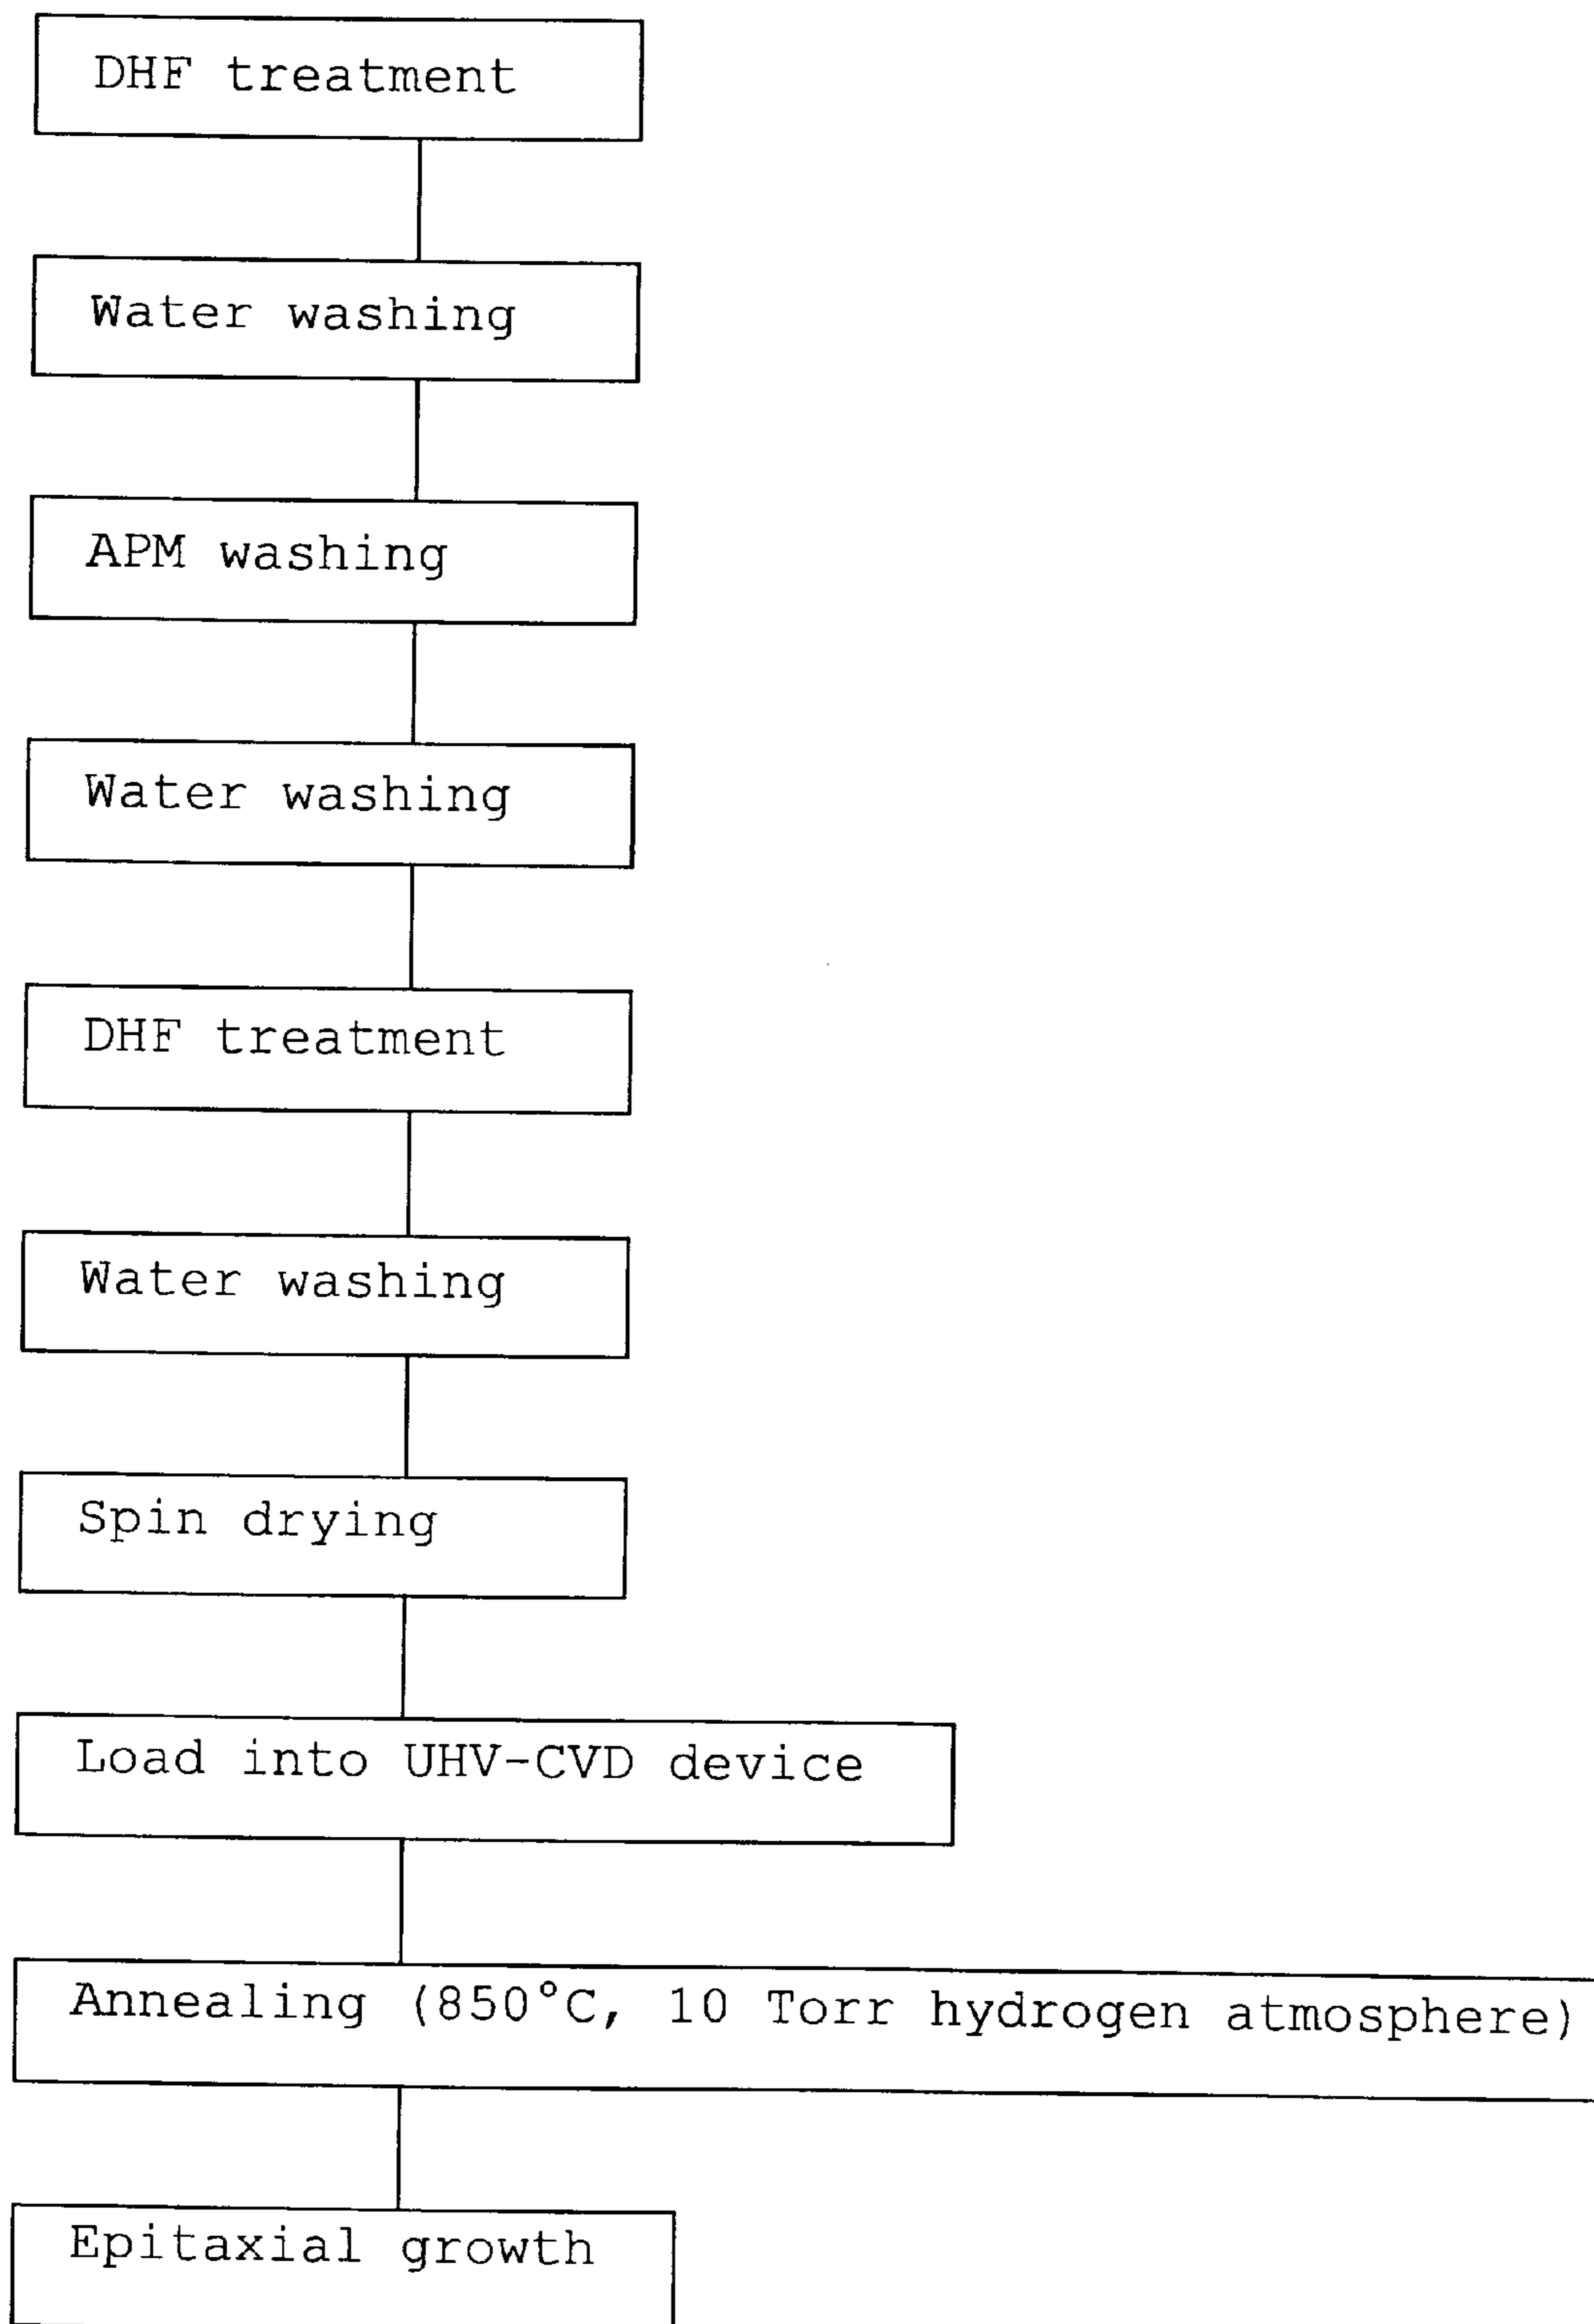 DHF treatment
Water washing
APM washing
Water washing
DHF treatment
Water washing
Spin drying
Load into UHV-CVD device
Annealing (850°C, 10 Torr hydrogen atmosphere)
Epitaxial growth